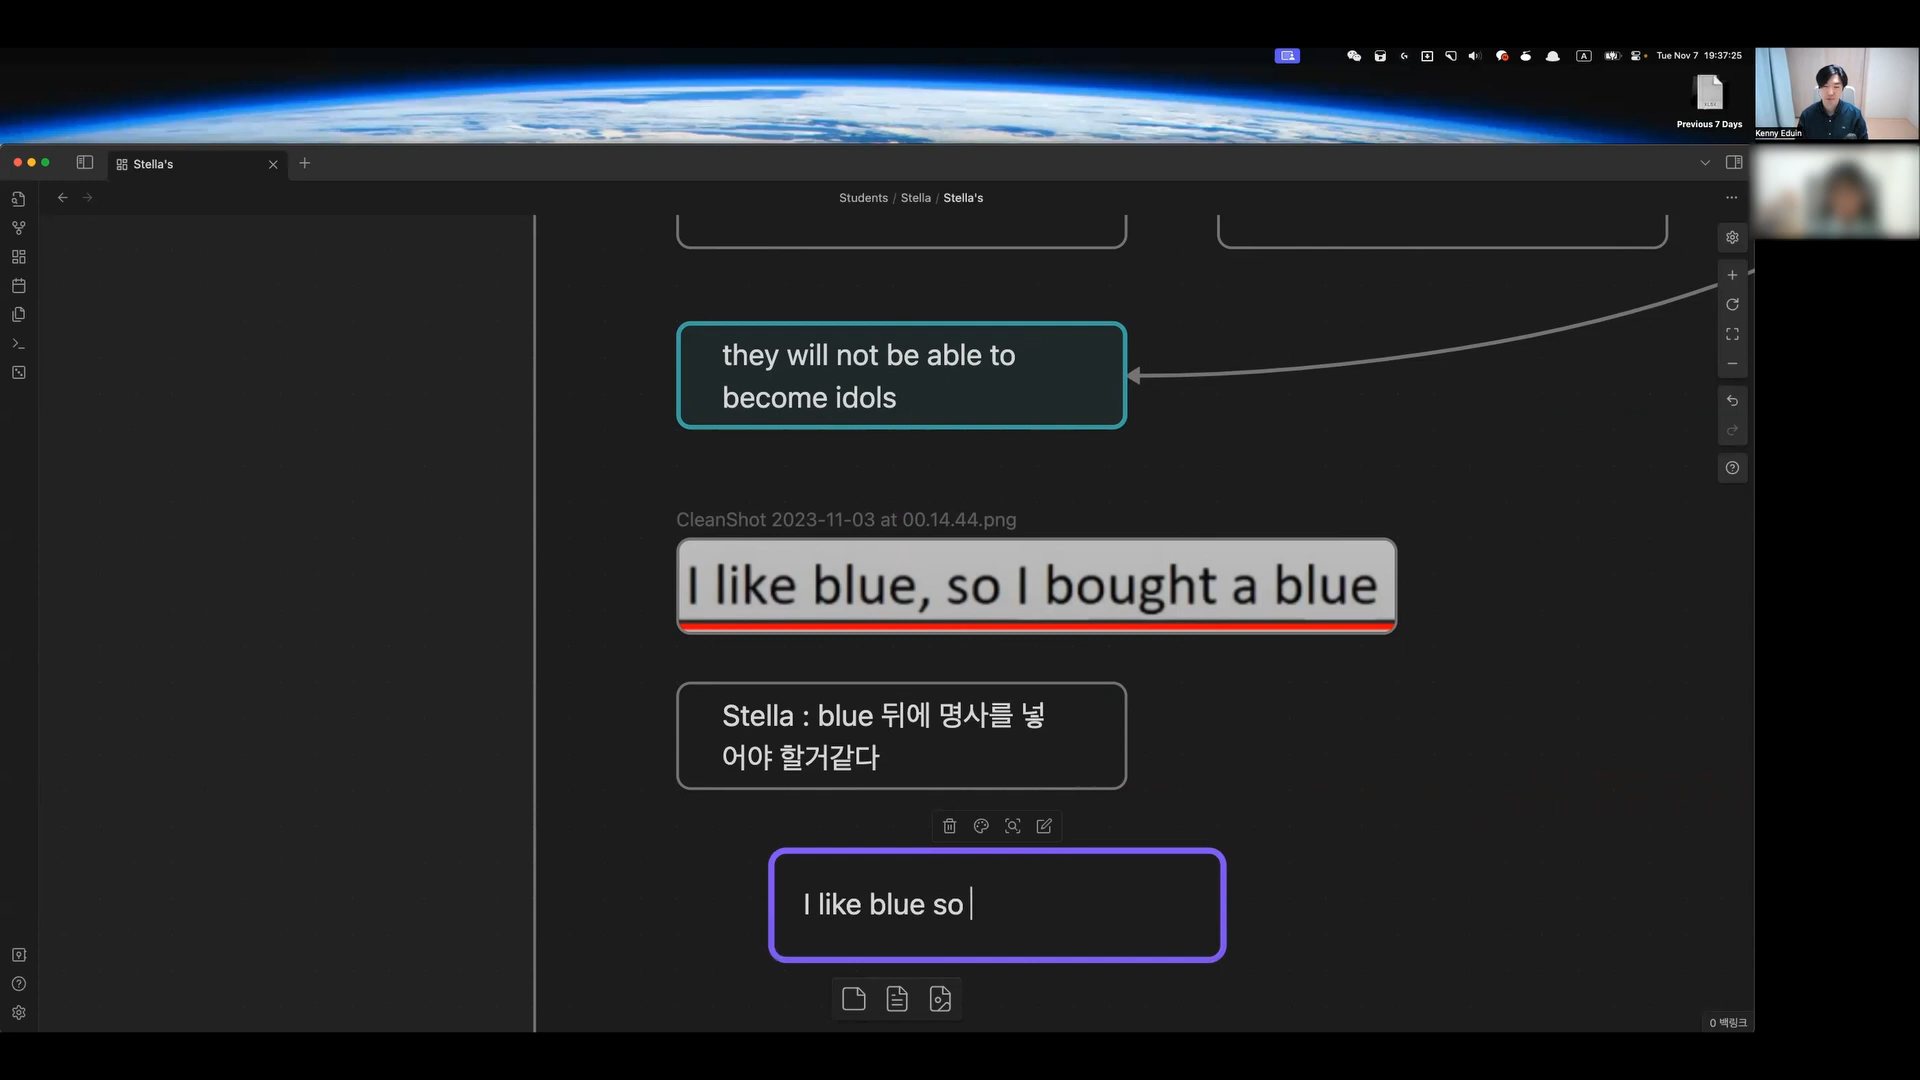 Tue Nov 7 19:37:25
Previous 7 Days
Kenny Eduin
Stella's
Students / Stella / Stella's
they will not be able to
become idols
CleanShot 2023-11-03 at 00.14.44.png
I like blue, so I bought a blue
Stella : blue 뒤에 명사를 넣
어야 할거같다
I like blue so
0 백링크